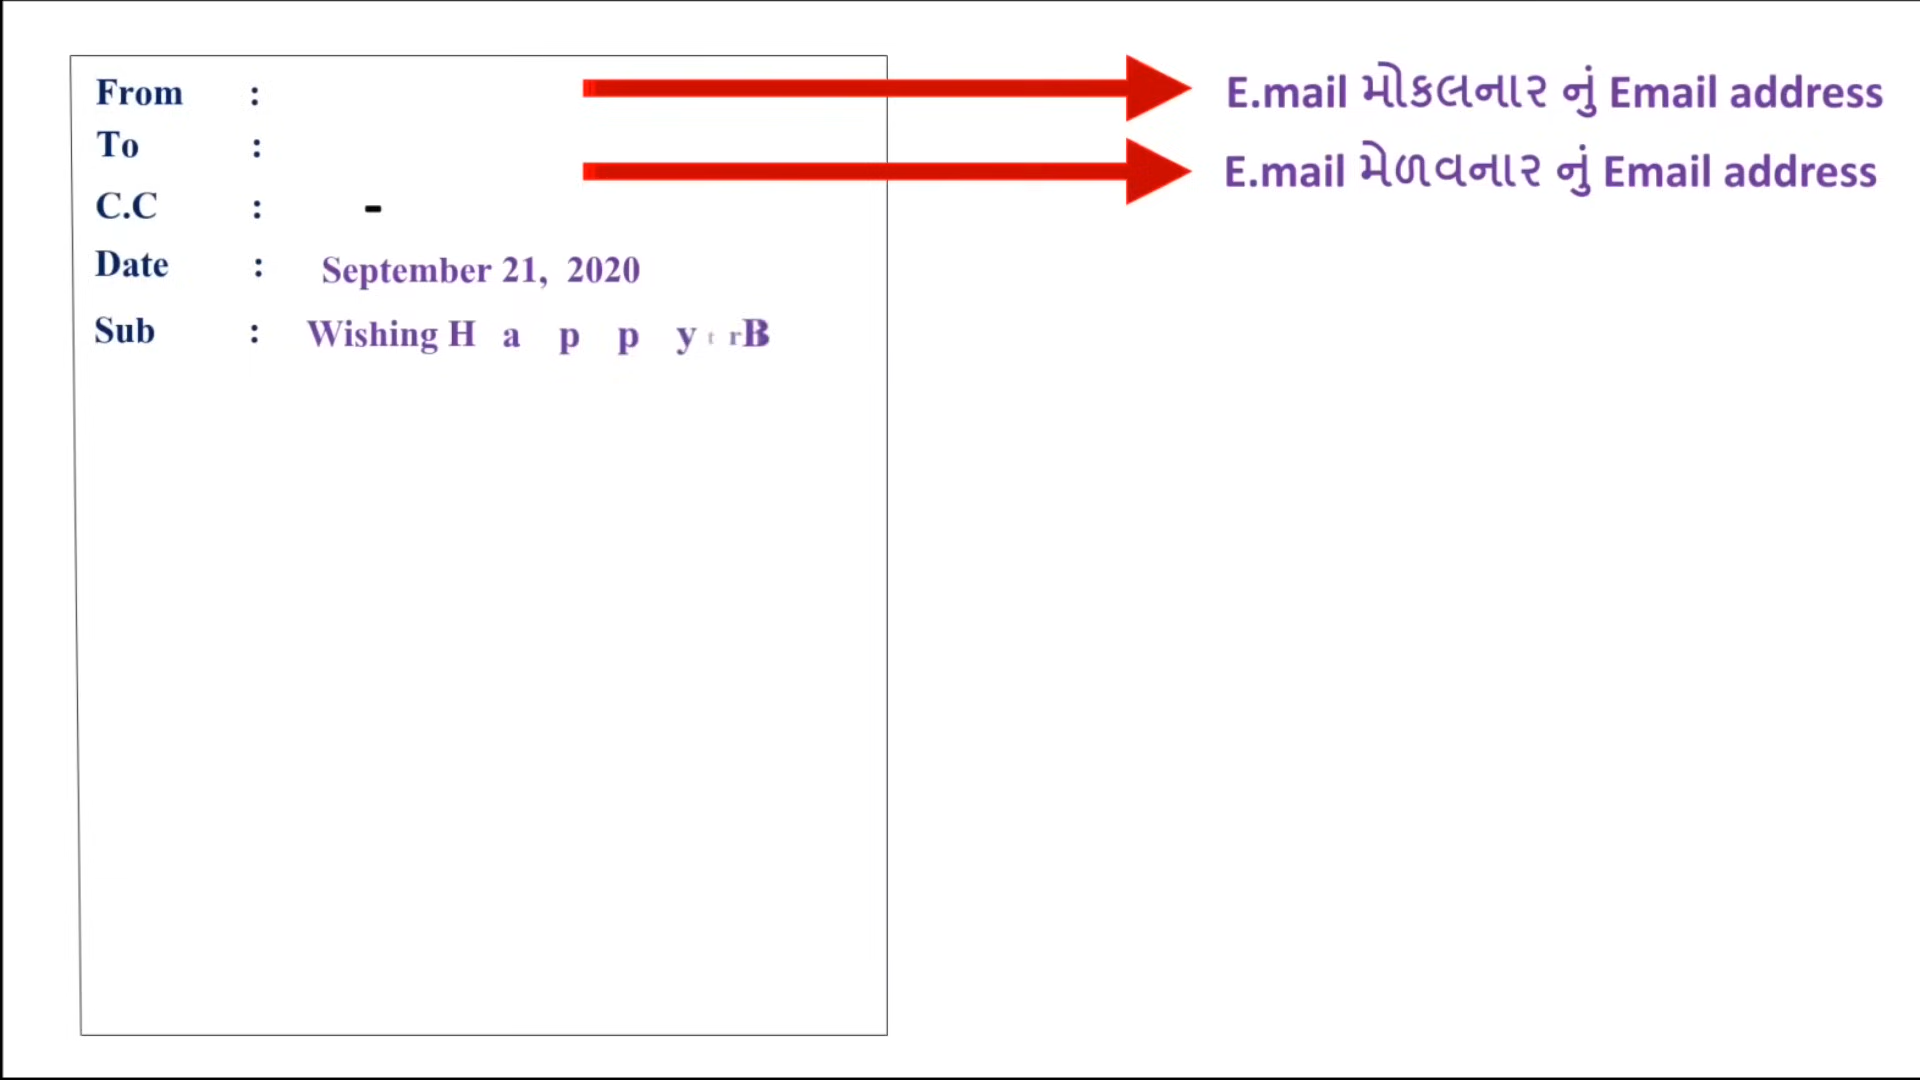 From :
E.mail મોકલનાર નું Email address
To :
E.mail મેળવનાર નું Email address
C.C : -
Date : September 21, 2020
Sub : Wishing H a p p y